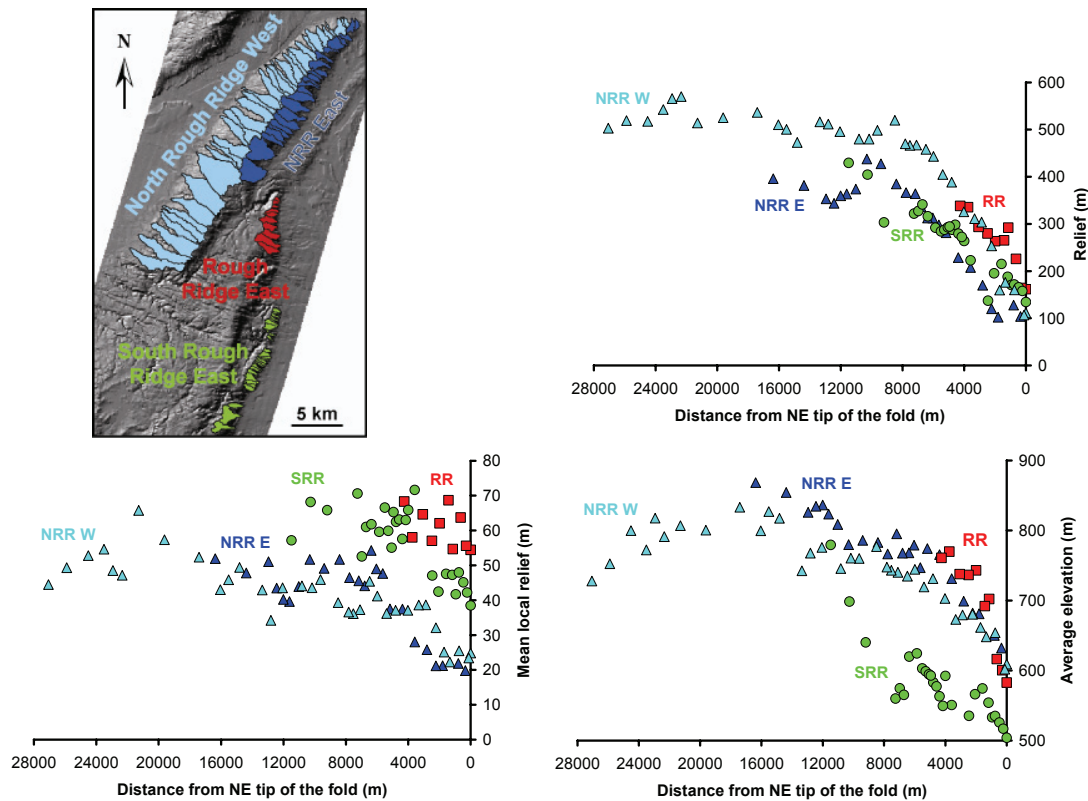 N
North Rough Ridge West
NRR East
Rough
Ridge East
South Rough
Ridge East
5 km
600
500
400
300
200
100
0
Relief (m)
NRR W
NRR E
SRR
RR
28000 24000 20000 16000 12000 8000 4000 0
Distance from NE tip of the fold (m)
80
70
60
50
40
30
20
10
0
Mean local relief (m)
SRR
RR
NRR W
NRR E
28000 24000 20000 16000 12000 8000 4000 0
Distance from NE tip of the fold (m)
900
800
700
600
500
Average elevation (m)
NRR E
NRR W
RR
SRR
28000 24000 20000 16000 12000 8000 4000 0
Distance from NE tip of the fold (m)